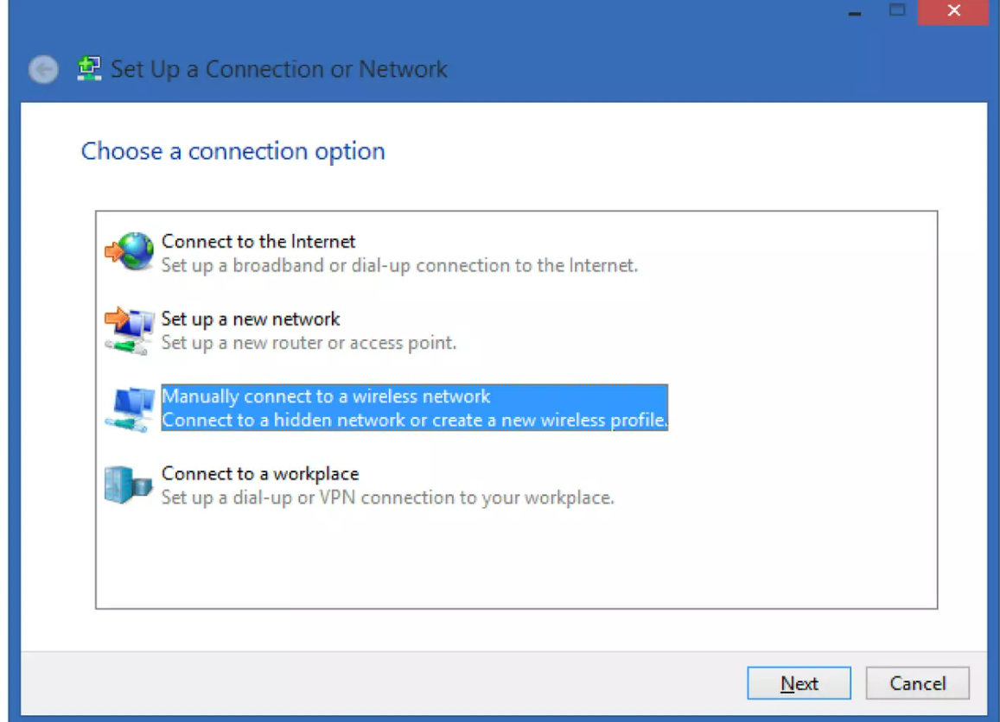 Set Up a Connection or Network
Choose a connection option
Connect to the Internet
Set up a broadband or dial-up connection to the Internet.
Set up a new network
Set up a new router or access point.
Manually connect to a wireless network
Connect to a hidden network or create a new wireless profile.
Connect to a workplace
Set up a dial-up or VPN connection to your workplace.
Next
Cancel